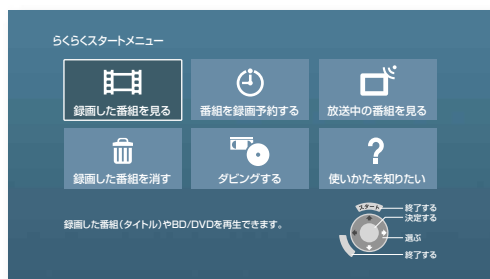 らくらくスタートメニュー
録画した番組を見る
番組を録画予約する
放送中の番組を見る
録画した番組を消す
ダビングする
使いかたを知りたい
録画した番組(タイトル)やBD/DVDを再生できます。
スタート
終了する
決定する
選ぶ
終了する